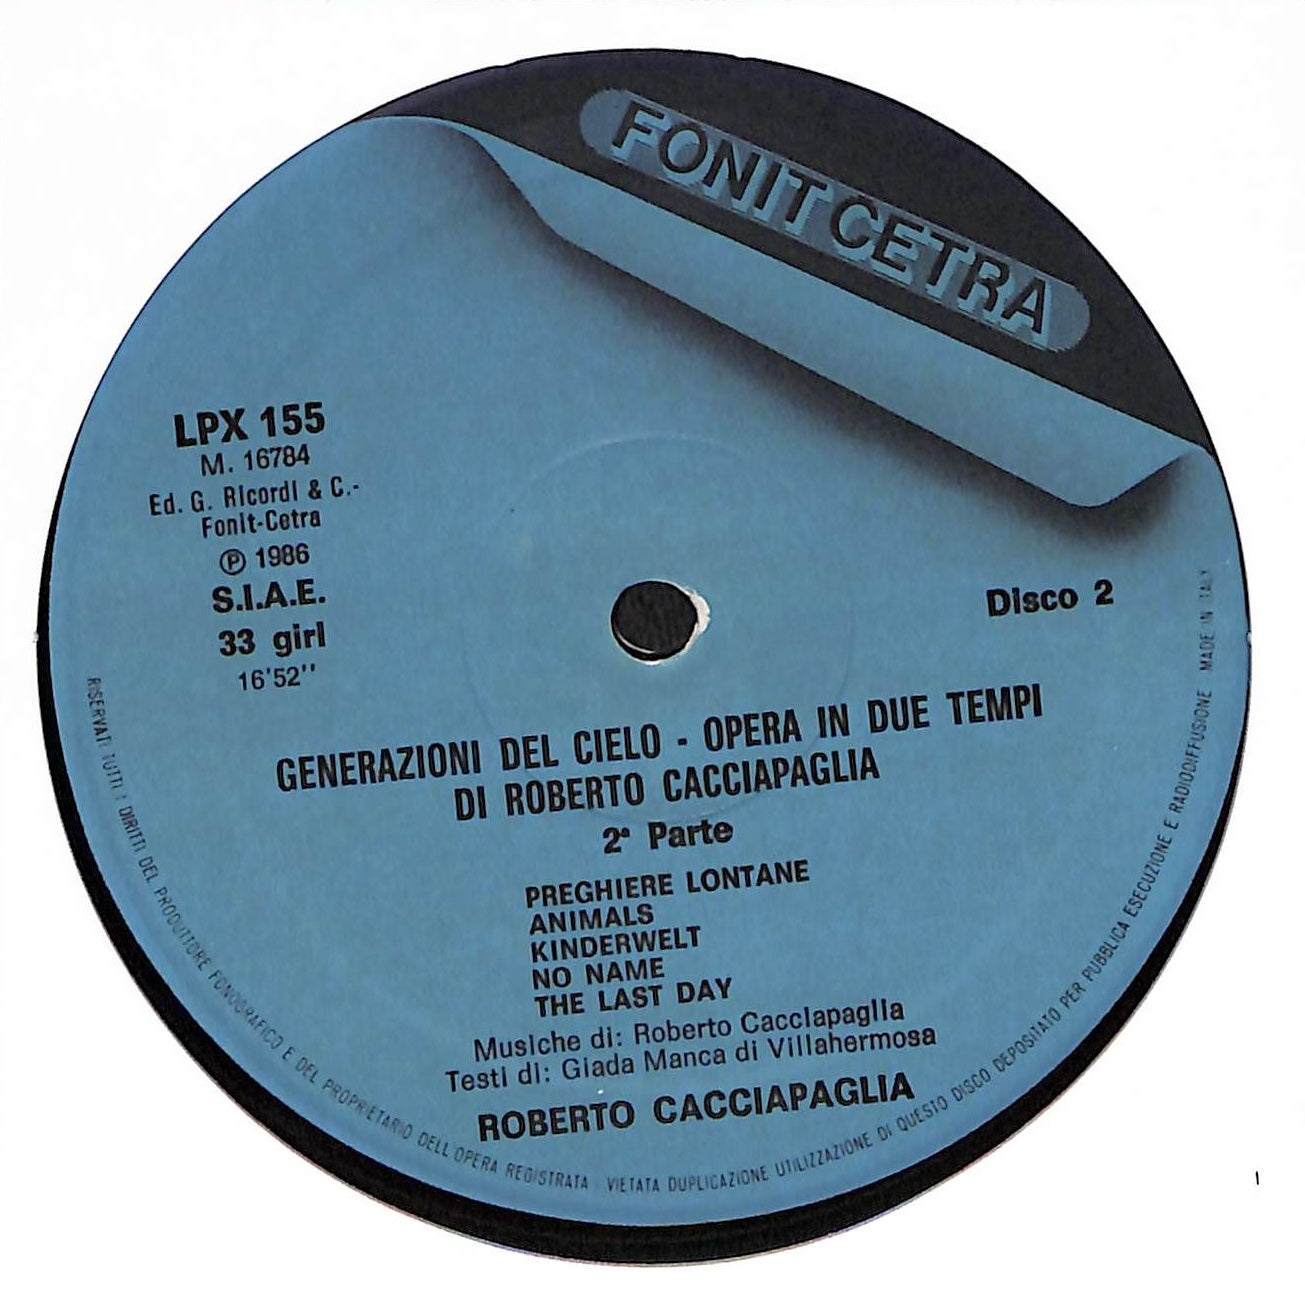 FONIT CETRA
LPX 155
M. 16784
Ed. G. Ricordi & C.-
Fonit-Cetra
℗ 1986
S.I.A.E.
33 giri
16'52''
Disco 2
GENERAZIONI DEL CIELO - OPERA IN DUE TEMPI
DI ROBERTO CACCIAPAGLIA
2ª Parte
PREGHIERE LONTANE
ANIMALS
KINDERWELT
NO NAME
THE LAST DAY
Musiche di: Roberto Cacciapaglia
Testi di: Giada Manca di Villahermosa
ROBERTO CACCIAPAGLIA
RISERVATI TUTTI I DIRITTI DEL PRODUTTORE FONOGRAFICO E DEL PROPRIETARIO DELL'OPERA REGISTRATA - VIETATA DUPLICAZIONE UTILIZZAZIONE DI QUESTO DISCO DEPOSITATO PER PUBBLICA ESECUZIONE E RADIODIFFUSIONE MADE IN ITALY